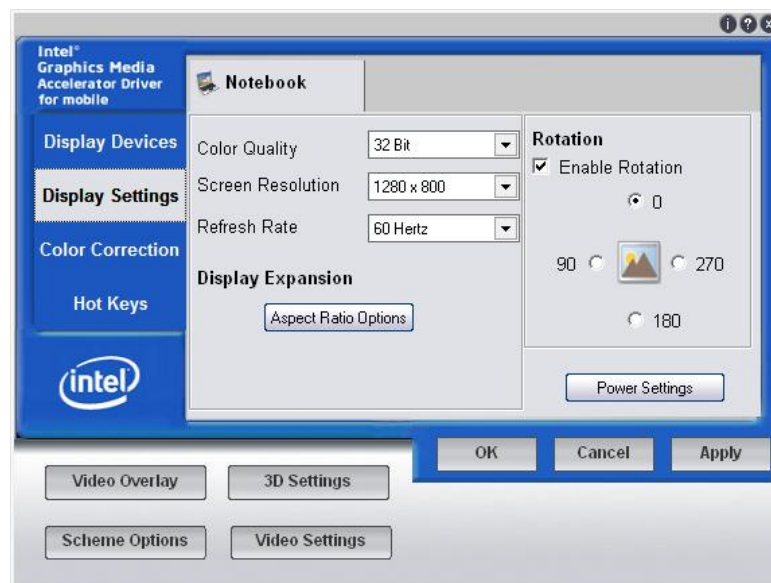 Intel®
Graphics Media
Accelerator Driver
for mobile
Notebook
Display Devices
Display Settings
Color Correction
Hot Keys
intel
Color Quality
32 Bit
Screen Resolution
1280 x 800
Refresh Rate
60 Hertz
Display Expansion
Aspect Ratio Options
Rotation
Enable Rotation
0
90
270
180
Power Settings
OK
Cancel
Apply
Video Overlay
3D Settings
Scheme Options
Video Settings